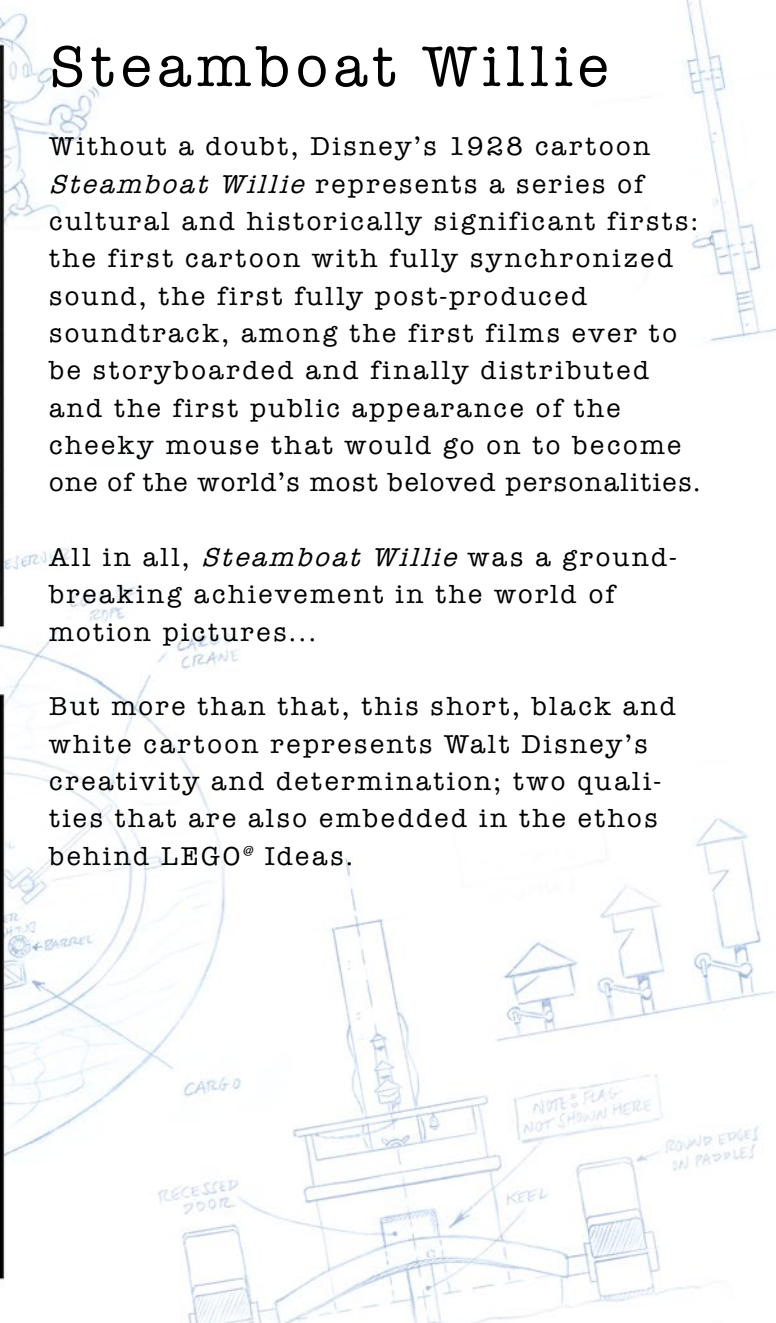 Steamboat Willie
Without a doubt, Disney’s 1928 cartoon
Steamboat Willie represents a series of
cultural and historically significant firsts:
the first cartoon with fully synchronized
sound, the first fully post-produced
soundtrack, among the first films ever to
be storyboarded and finally distributed
and the first public appearance of the
cheeky mouse that would go on to become
one of the world’s most beloved personalities.
All in all, Steamboat Willie was a ground-
breaking achievement in the world of
motion pictures...
But more than that, this short, black and
white cartoon represents Walt Disney’s
creativity and determination; two quali-
ties that are also embedded in the ethos
behind LEGO® Ideas.
ROPE
CRANE
BARREL
CARGO
NOTE: FLAG
NOT SHOWN HERE
ROUND EDGES
ON PADDLES
RECESSED
DOOR
KEEL